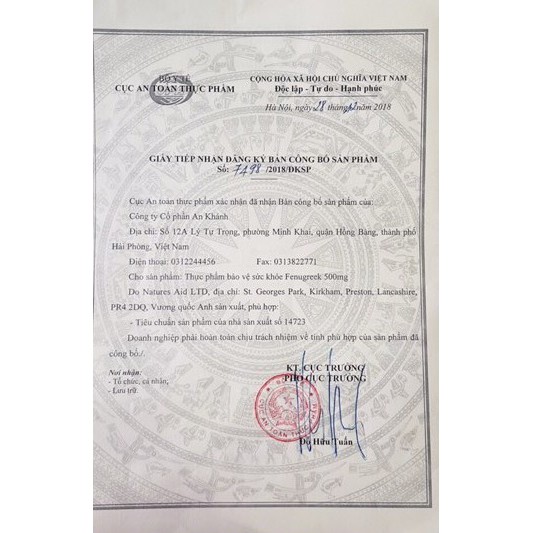 BỘ Y TẾ
CỤC AN TOÀN THỰC PHẨM
CỘNG HÒA XÃ HỘI CHỦ NGHĨA VIỆT NAM
Độc lập - Tự do - Hạnh phúc
Hà Nội, ngày 28 tháng 12 năm 2018
GIẤY TIẾP NHẬN ĐĂNG KÝ BẢN CÔNG BỐ SẢN PHẨM
Số: 7498 /2018/ĐKSP
Cục An toàn thực phẩm xác nhận đã nhận Bản công bố sản phẩm của:
Công ty Cổ phần An Khánh
Địa chỉ: Số 12A Lý Tự Trọng, phường Minh Khai, quận Hồng Bàng, thành phố
Hải Phòng, Việt Nam
Điện thoại: 0312244456 Fax: 0313822771
Cho sản phẩm: Thực phẩm bảo vệ sức khỏe Fenugreek 500mg
Do Natures Aid LTD, địa chỉ: St. Georges Park, Kirkham, Preston, Lancashire,
PR4 2DQ, Vương quốc Anh sản xuất, phù hợp:
- Tiêu chuẩn sản phẩm của nhà sản xuất số 14723
Doanh nghiệp phải hoàn toàn chịu trách nhiệm về tính phù hợp của sản phẩm đã
công bố./.
Nơi nhận:
- Tổ chức, cá nhân;
- Lưu trữ.
KT. CỤC TRƯỞNG
PHÓ CỤC TRƯỞNG
CỤC AN TOÀN THỰC
Đỗ Hữu Tuấn